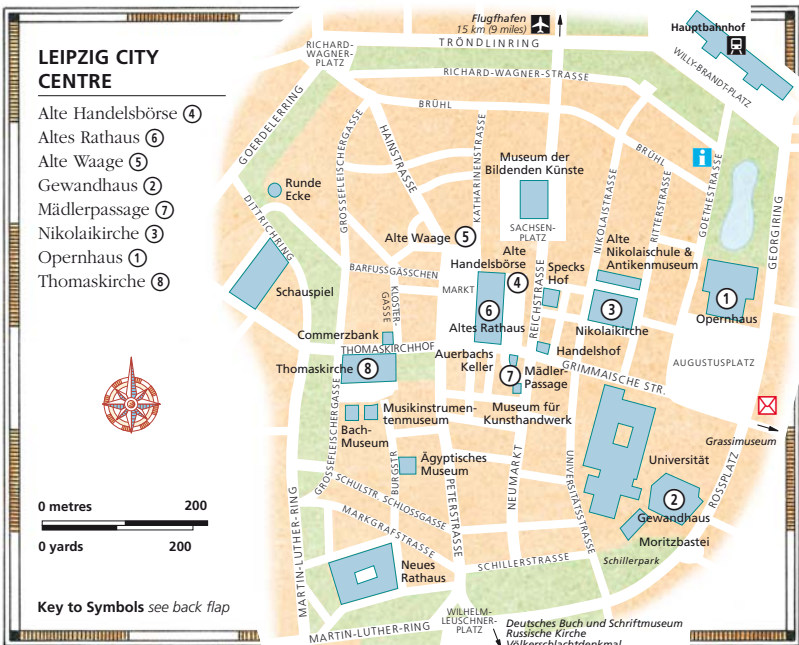 LEIPZIG CITY
CENTRE
Alte Handelsbörse ④
Altes Rathaus ⑥
Alte Waage ⑤
Gewandhaus ②
Mädlerpassage ⑦
Nikolaikirche ③
Opernhaus ①
Thomaskirche ⑧
0 metres 200
0 yards 200
Key to Symbols see back flap
Flughafen
15 km (9 miles)
Hauptbahnhof
RICHARD-
WAGNER-
PLATZ
TRÖNDLINRING
WILLY-BRANDT-PLATZ
RICHARD-WAGNER-STRASSE
BRÜHL
BRÜHL
GOERDELERRING
GROSSEFLEISCHERGASSE
HAINSTRASSE
KATHARINENSTRASSE
Museum der
Bildenden Künste
NIKOLAISTRASSE
RITTERSTRASSE
GOETHESTRASSE
GEORGIRING
i
Runde
Ecke
DITTRICHRING
SACHSEN-
PLATZ
Alte Waage ⑤
Alte
Handelsbörse
④
Alte
Nikolaischule &
Antikenmuseum
Specks
Hof
REICHSTRASSE
BARFUSSGÄSSCHEN
KLOSTER-
GASSE
MARKT
Schauspiel
⑥
Altes Rathaus
③
Nikolaikirche
①
Opernhaus
Commerzbank
THOMASKIRCHHOF
Thomaskirche ⑧
Auerbachs
Keller
⑦
Mädler-
Passage
Handelshof
GRIMMAISCHE STR.
AUGUSTUSPLATZ
Museum für
Kunsthandwerk
Musikinstrumen-
tenmuseum
Bach-
Museum
GROSSEFLEISCHERGASSE
Ägyptisches
Museum
BURGSTR
PETERSTRASSE
NEUMARKT
UNIVERSITÄTSSTRASSE
Universität
Grassimuseum
ROSSPLATZ
②
Gewandhaus
Moritzbastei
Schillerpark
SCHULSTR.
SCHLOSSGASSE
MARKGRAFSTRASSE
SCHILLERSTRASSE
Neues
Rathaus
MARTIN-LUTHER-RING
MARTIN-LUTHER-RING
WILHELM-
LEUSCHNER-
PLATZ
Deutsches Buch und Schriftmuseum
Russische Kirche
Völkerschlachtdenkmal